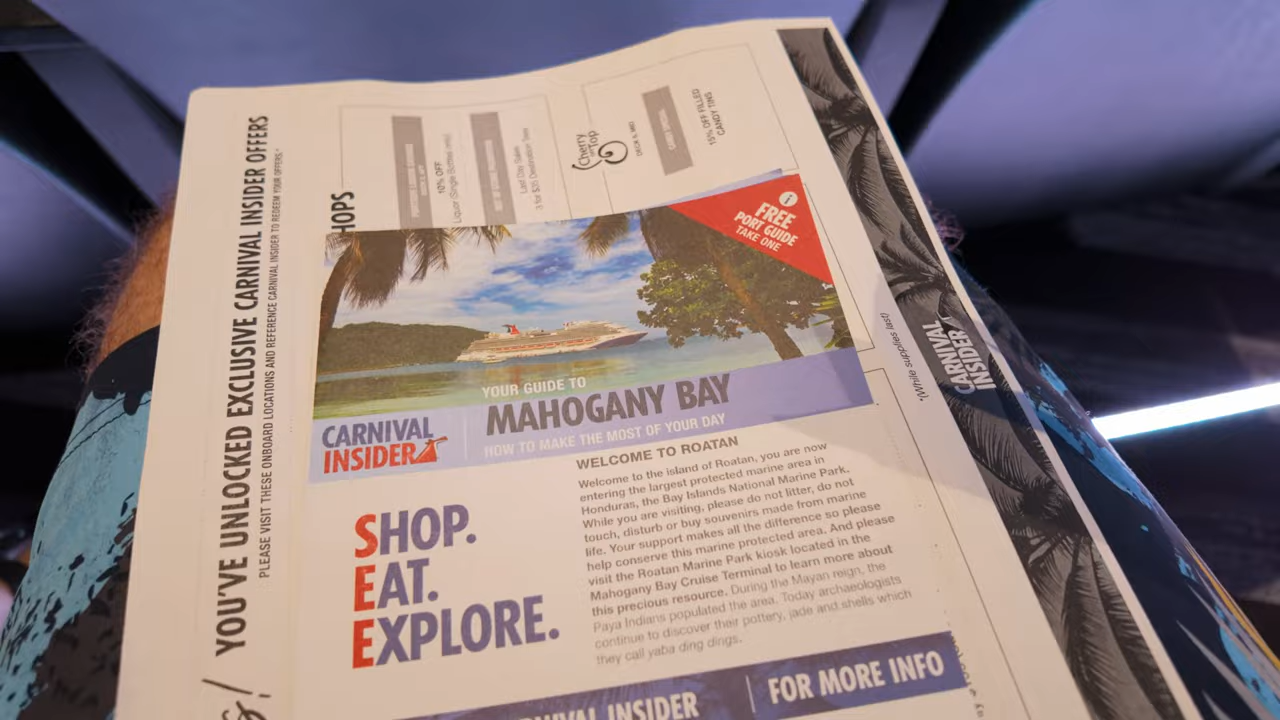 YOU'VE UNLOCKED EXCLUSIVE CARNIVAL INSIDER OFFERS
PLEASE VISIT THESE ONBOARD LOCATIONS AND REFERENCE CARNIVAL INSIDER TO REDEEM YOUR OFFERS.*
HOPS
10% OFF
Liquor (Single Bottles only)
Last Day Sales
3 for $35 Destination Tees
Cherry
on Top
DECK 5, MID
15% OFF FILLED
CANDY TINS
i
FREE
PORT GUIDE
TAKE ONE
YOUR GUIDE TO
MAHOGANY BAY
HOW TO MAKE THE MOST OF YOUR DAY
CARNIVAL
INSIDER
SHOP.
EAT.
EXPLORE.
WELCOME TO ROATAN
Welcome to the island of Roatan, you are now
entering the largest protected marine area in
Honduras, the Bay Islands National Marine Park.
While you are visiting, please do not litter, do not
touch, disturb or buy souvenirs made from marine
life. Your support makes all the difference so please
help conserve this marine protected area. And please
visit the Roatan Marine Park kiosk located in the
Mahogany Bay Cruise Terminal to learn more about
this precious resource. During the Mayan reign, the
Paya Indians populated the area. Today archaeologists
continue to discover their pottery, jade and shells which
they call yaba ding dings.
INSIDER
FOR MORE INFO
*(While supplies last)
CARNIVAL
INSIDER